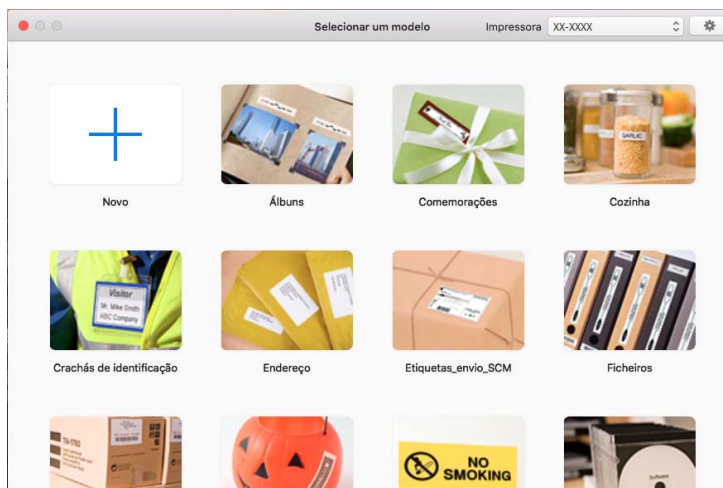 Selecionar um modelo
Impressora XX-XXXX
Novo
Álbuns
GARLIC
Comemorações
Cozinha
Visitor
Mr. Mike Smith
ABC Company
Crachás de identificação
Endereço
Etiquetas_envio_SCM
Ficheiros
NO
SMOKING
Software